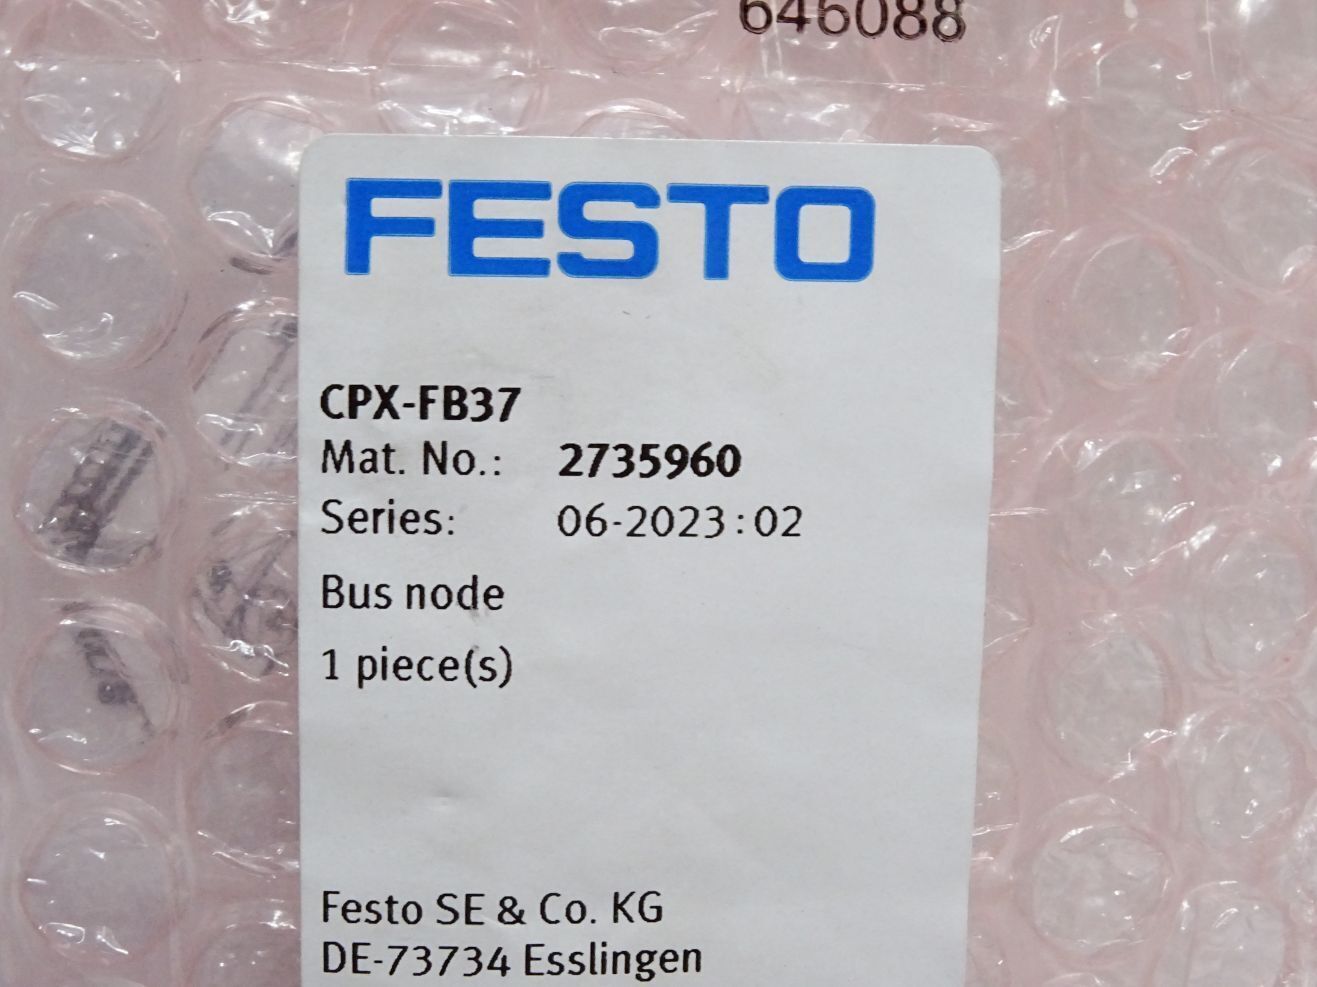 646088
FESTO
CPX-FB37
Mat. No.: 2735960
Series: 06-2023:02
Bus node
1 piece(s)
Festo SE & Co. KG
DE-73734 Esslingen